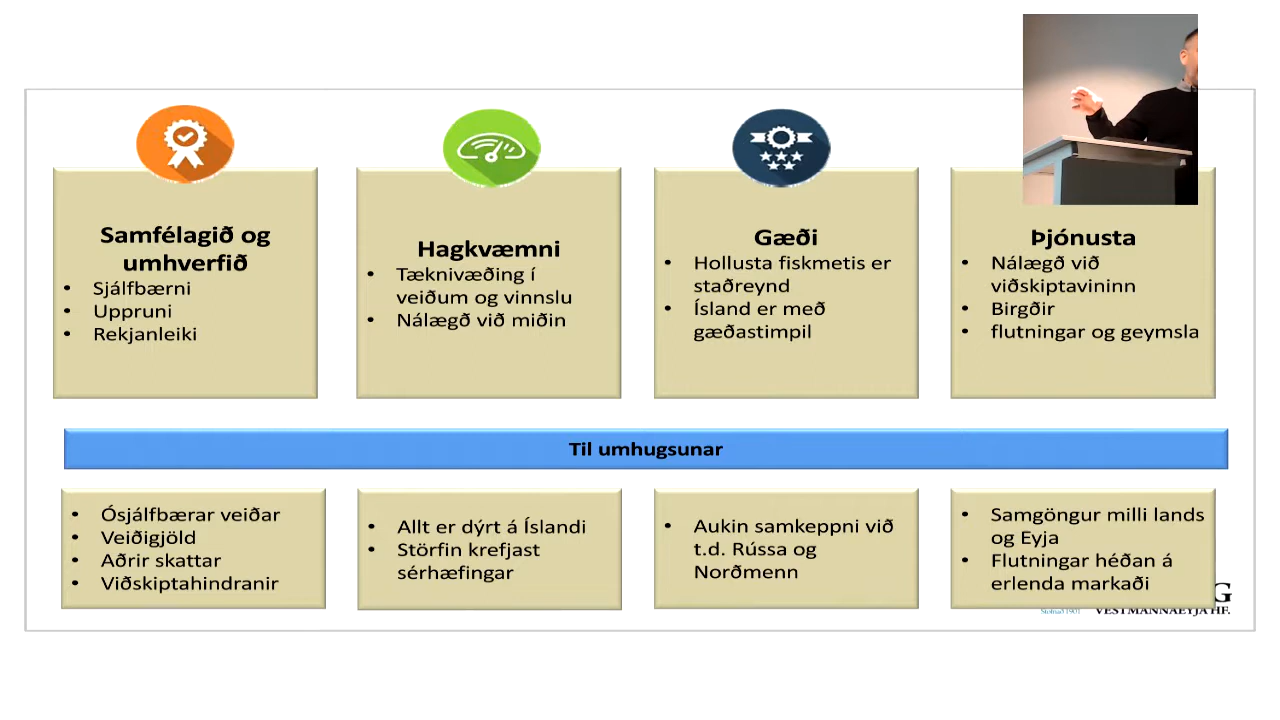 Samfélagið og
umhverfið
• Sjálfbærni
• Uppruni
• Rekjanleiki
Hagkvæmni
• Tæknivæðing í
veiðum og vinnslu
• Nálægð við miðin
Gæði
• Hollusta fiskmetis er
staðreynd
• Ísland er með
gæðastimpil
Þjónusta
• Nálægð við
viðskiptavininn
• Birgðir
• flutningar og geymsla
Til umhugsunar
• Ósjálfbærar veiðar
• Veiðigjöld
• Aðrir skattar
• Viðskiptahindranir
• Allt er dýrt á Íslandi
• Störfin krefjast
sérhæfingar
• Aukin samkeppni við
t.d. Rússa og
Norðmenn
• Samgöngur milli lands
og Eyja
• Flutningar héðan á
erlenda markaði
G
Stofnað 1901 VESTMANNAEYJA HF.